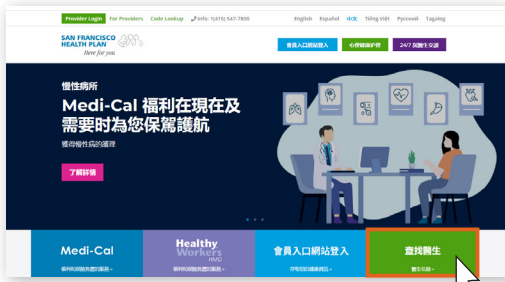 Provider Login For Providers Code Lookup Info: 1(415) 547-7800 English Español 中文 Tiếng Việt Русский Tagalog
SAN FRANCISCO
HEALTH PLAN
Here for you
會員入口網站登入
心理健康护理
24/7 與醫生交談
慢性病所
Medi-Cal 福利在現在及
需要时為您保駕護航
獲得慢性病的護理
了解詳情
Medi-Cal
Healthy
Workers
HMO
會員入口網站登入
查找醫生